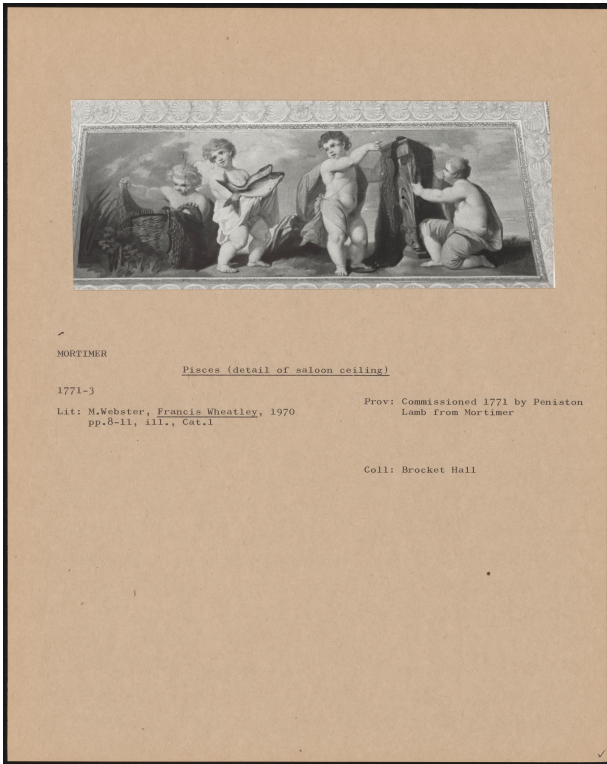 MORTIMER
Pisces (detail of saloon ceiling)
1771-3
Lit: M.Webster, Francis Wheatley, 1970
pp.8-11, ill., Cat.1
Prov: Commissioned 1771 by Peniston
Lamb from Mortimer
Coll: Brocket Hall